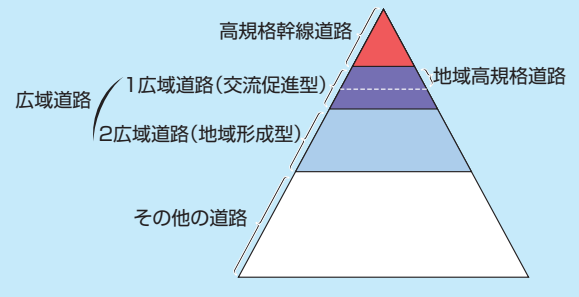 高規格幹線道路
地域高規格道路
1広域道路(交流促進型)
広域道路
2広域道路(地域形成型)
その他の道路